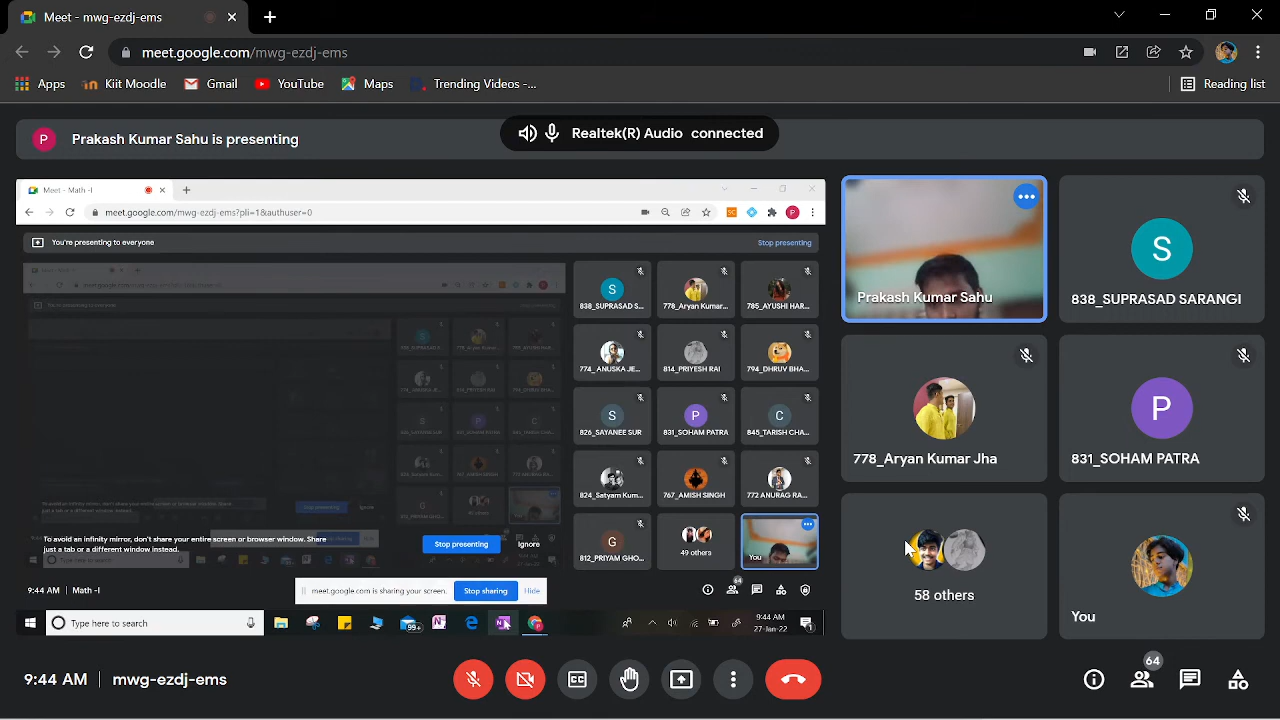 Meet - mwg-ezdj-ems
meet.google.com/mwg-ezdj-ems
Apps
Kiit Moodle
Gmail
YouTube
Maps
Trending Videos -...
Reading list
P
Prakash Kumar Sahu is presenting
Realtek(R) Audio connected
Meet - Math -I
meet.google.com/mwg-ezdj-ems?pli=1&authuser=0
SC
P
You're presenting to everyone
Stop presenting
S
838_SUPRASAD S...
778_Aryan Kumar...
785_AYUSHI HAR...
774_ANUSKA JE...
814_PRIYESH RAI
794_DHRUV BHA...
S
826_SAYANEE SUR
P
831_SOHAM PATRA
C
845_TARISH CHA...
824_Satyam Kum...
767_AMISH SINGH
772 ANURAG RA...
G
812_PRIYAM GHO...
49 others
You
To avoid an infinity mirror, don't share your entire screen or browser window. Share
just a tab or a different window instead.
Stop presenting
Ignore
9:44 AM
Math -I
meet.google.com is sharing your screen.
Stop sharing
Hide
64
Type here to search
99+
9:44 AM
27-Jan-22
1
Prakash Kumar Sahu
S
838_SUPRASAD SARANGI
778_Aryan Kumar Jha
P
831_SOHAM PATRA
58 others
You
9:44 AM
mwg-ezdj-ems
64